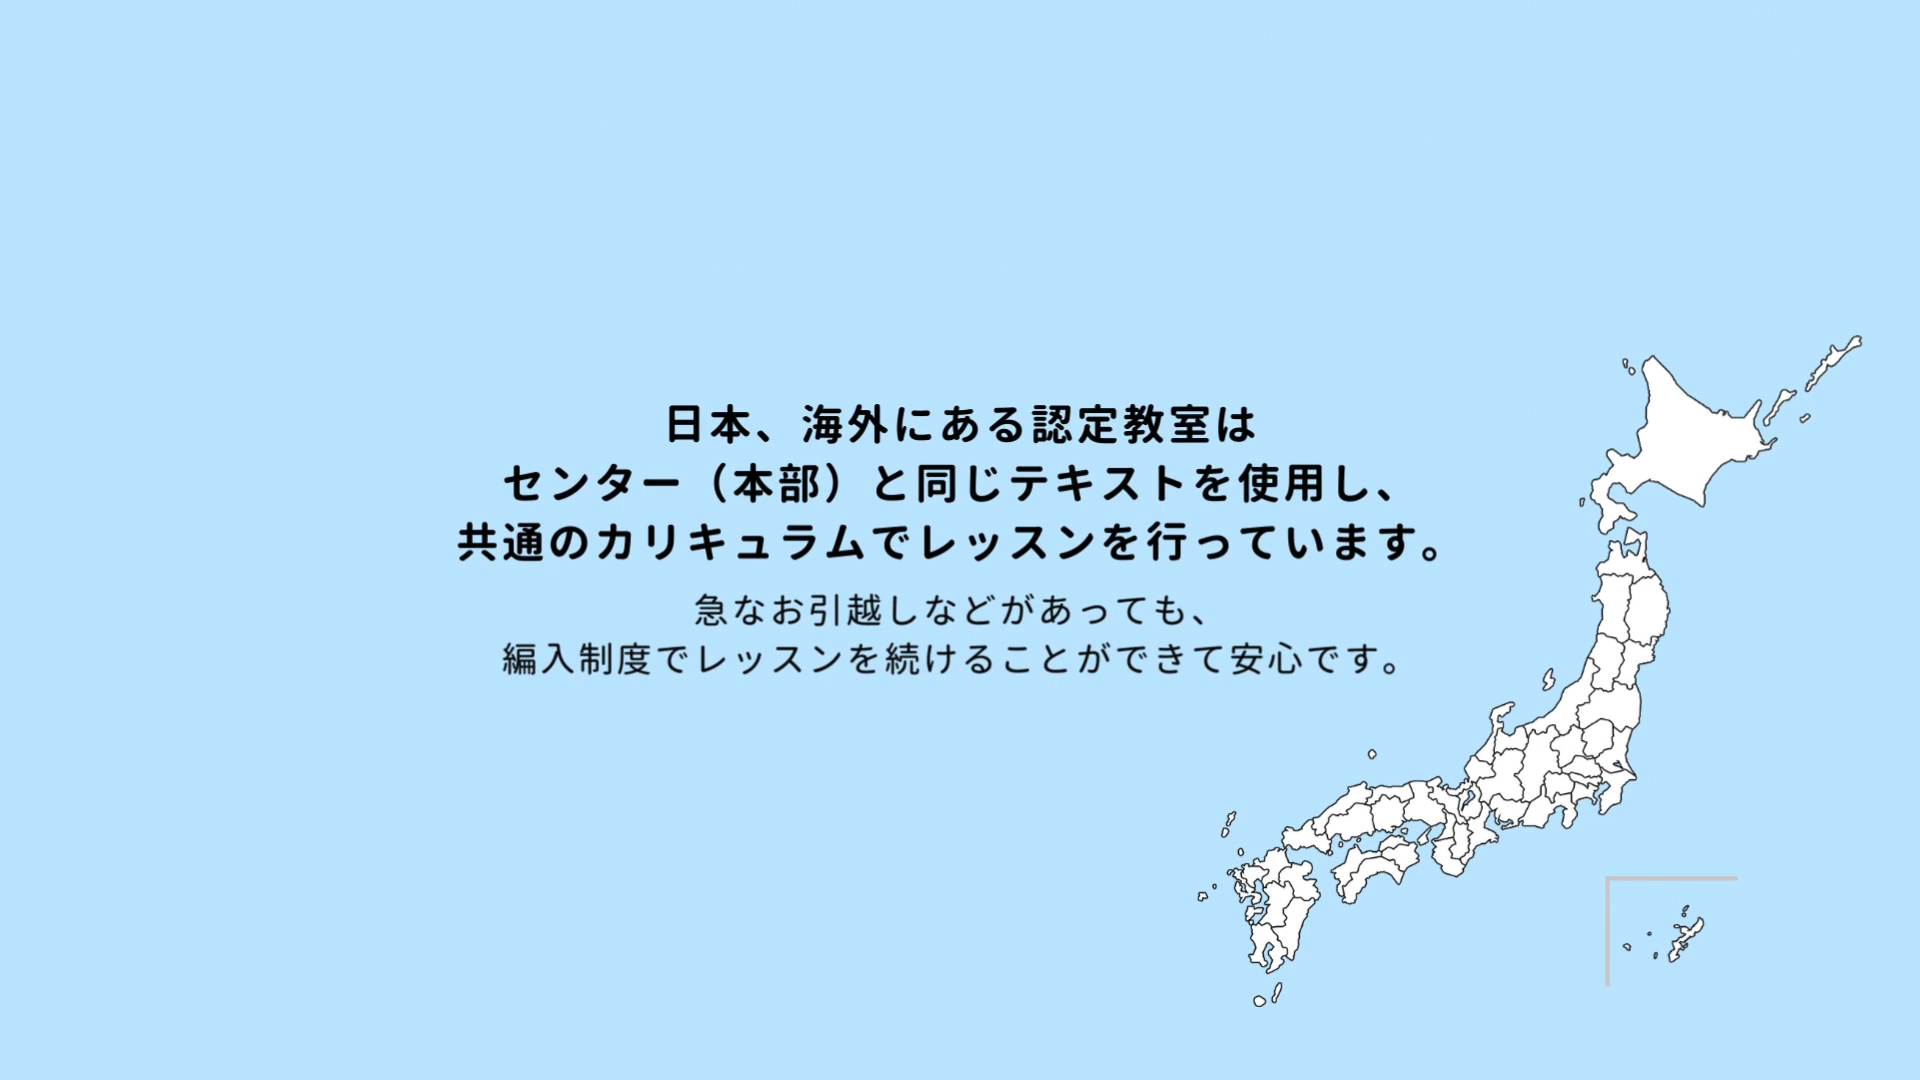 日本、海外にある認定教室は
センター（本部）と同じテキストを使用し、
共通のカリキュラムでレッスンを行っています。
急なお引越しなどがあっても、
編入制度でレッスンを続けることができて安心です。